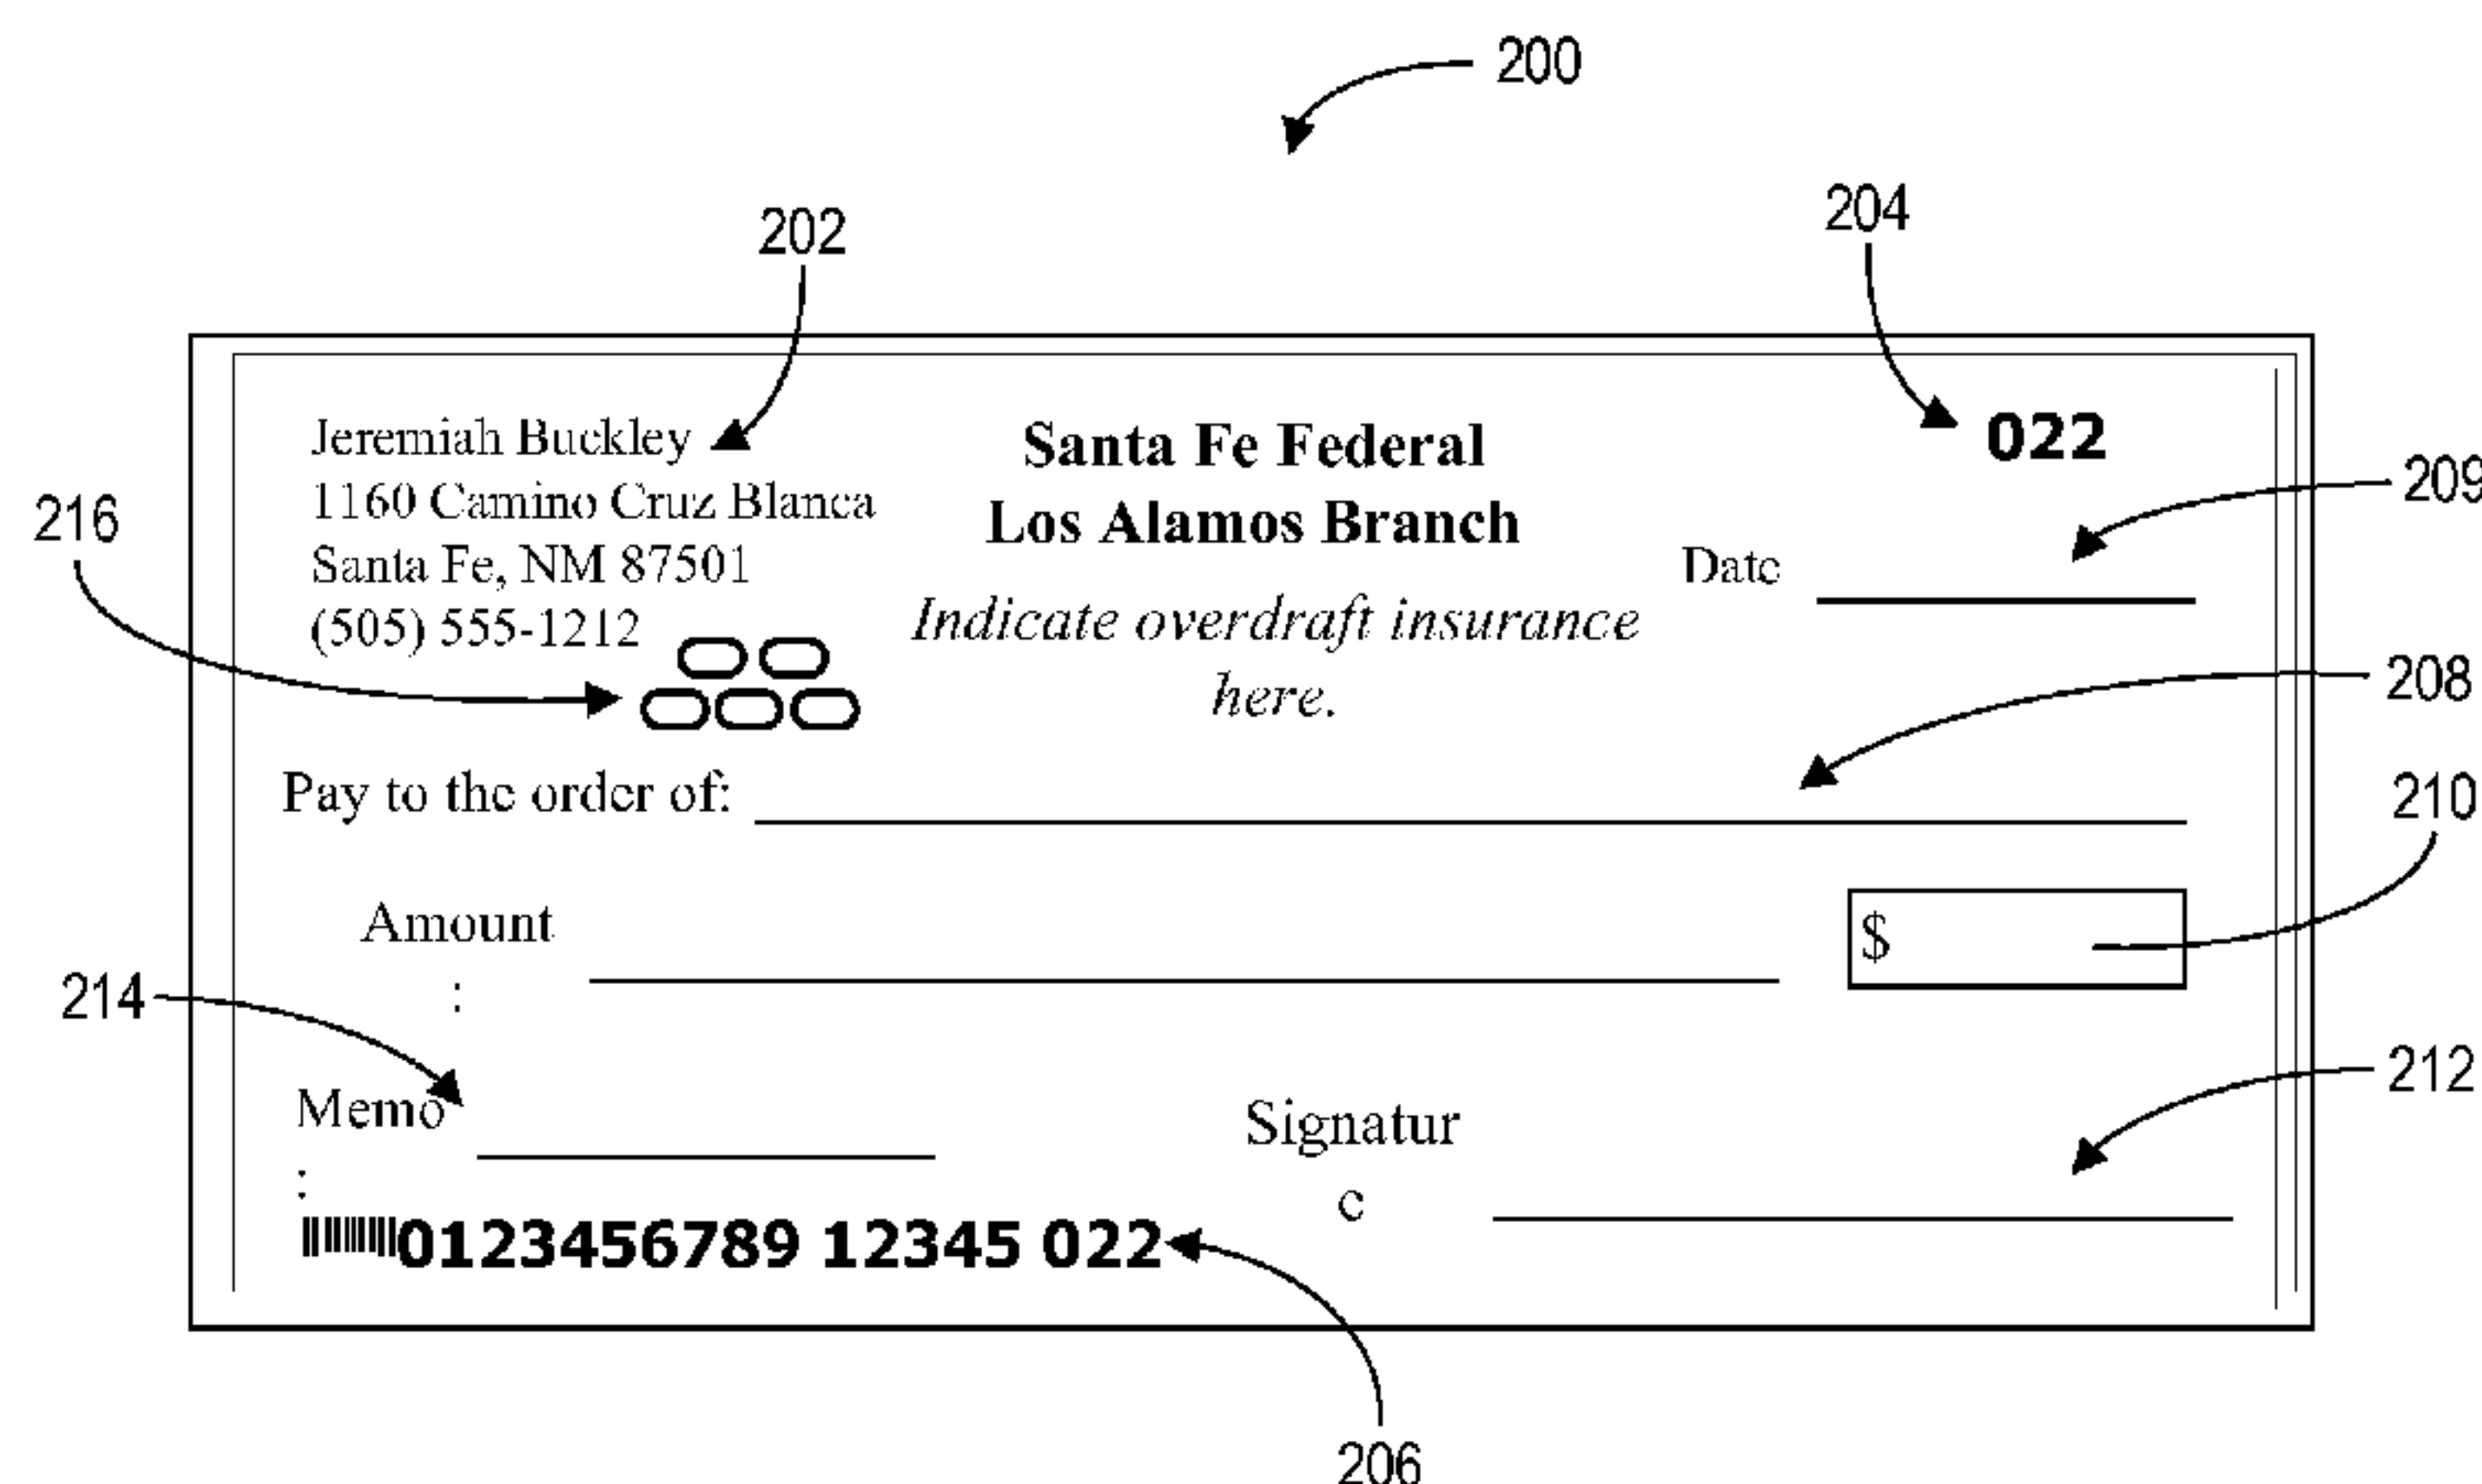 200
202
204
Jeremiah Buckley
1160 Camino Cruz Blanca
Santa Fe, NM 87501
(505) 555-1212
216
Santa Fe Federal
Los Alamos Branch
Indicate overdraft insurance
here.
022
209
Date
208
Pay to the order of:
210
Amount
:
$
214
212
Memo
:
Signatur
e
0123456789 12345 022
206